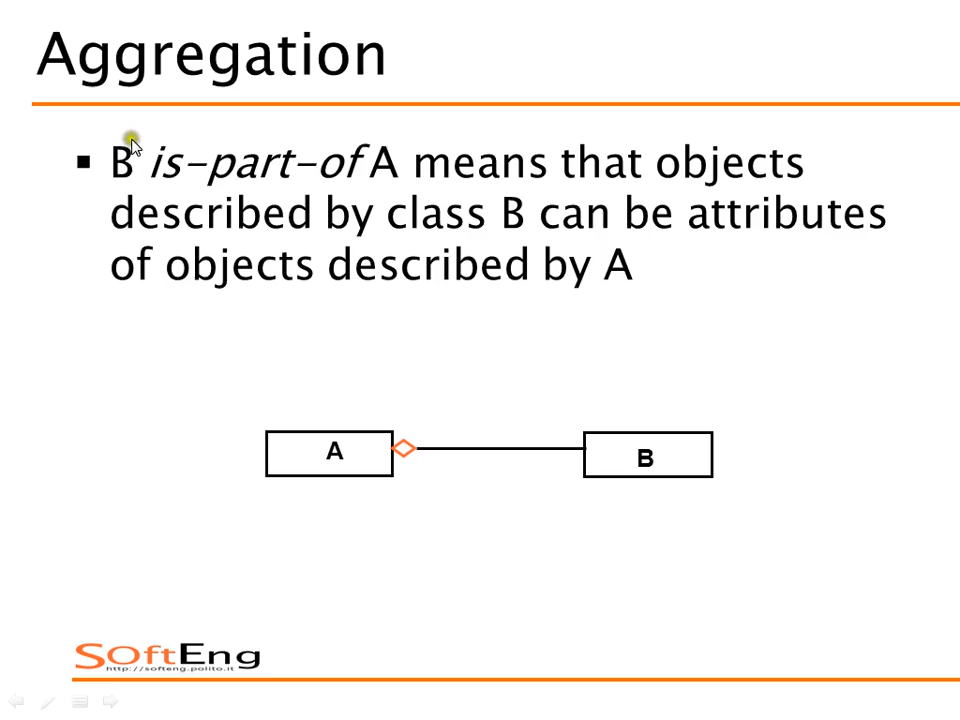 Aggregation
▪ B is-part-of A means that objects
described by class B can be attributes
of objects described by A
A
B
SOftEng
http://softeng.polito.it